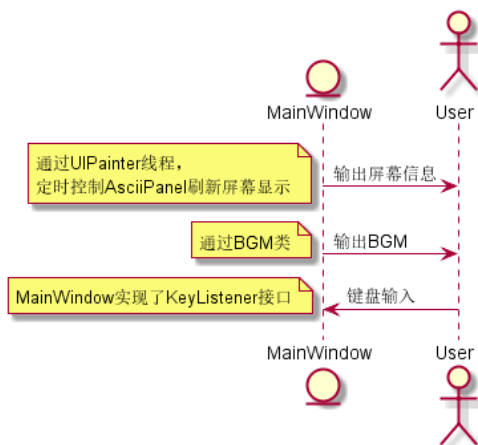 MainWindow
User
通过UIPainter线程，
定时控制AsciiPanel刷新屏幕显示
输出屏幕信息
通过BGM类
输出BGM
MainWindow实现了KeyListener接口
键盘输入
MainWindow
User